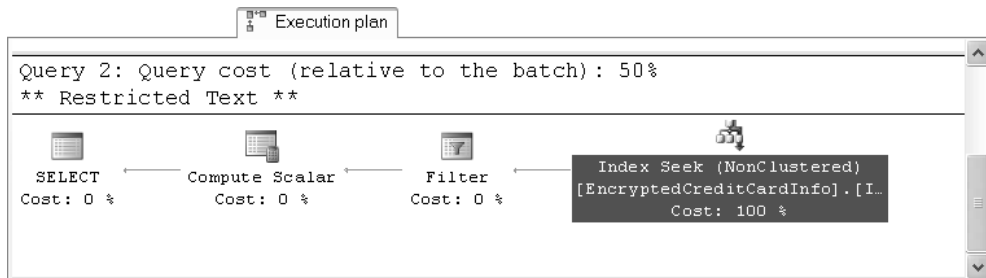 Execution plan
Query 2: Query cost (relative to the batch): 50%
** Restricted Text **
SELECT
Cost: 0 %
Compute Scalar
Cost: 0 %
Filter
Cost: 0 %
Index Seek (NonClustered)
[EncryptedCreditCardInfo].[I…
Cost: 100 %